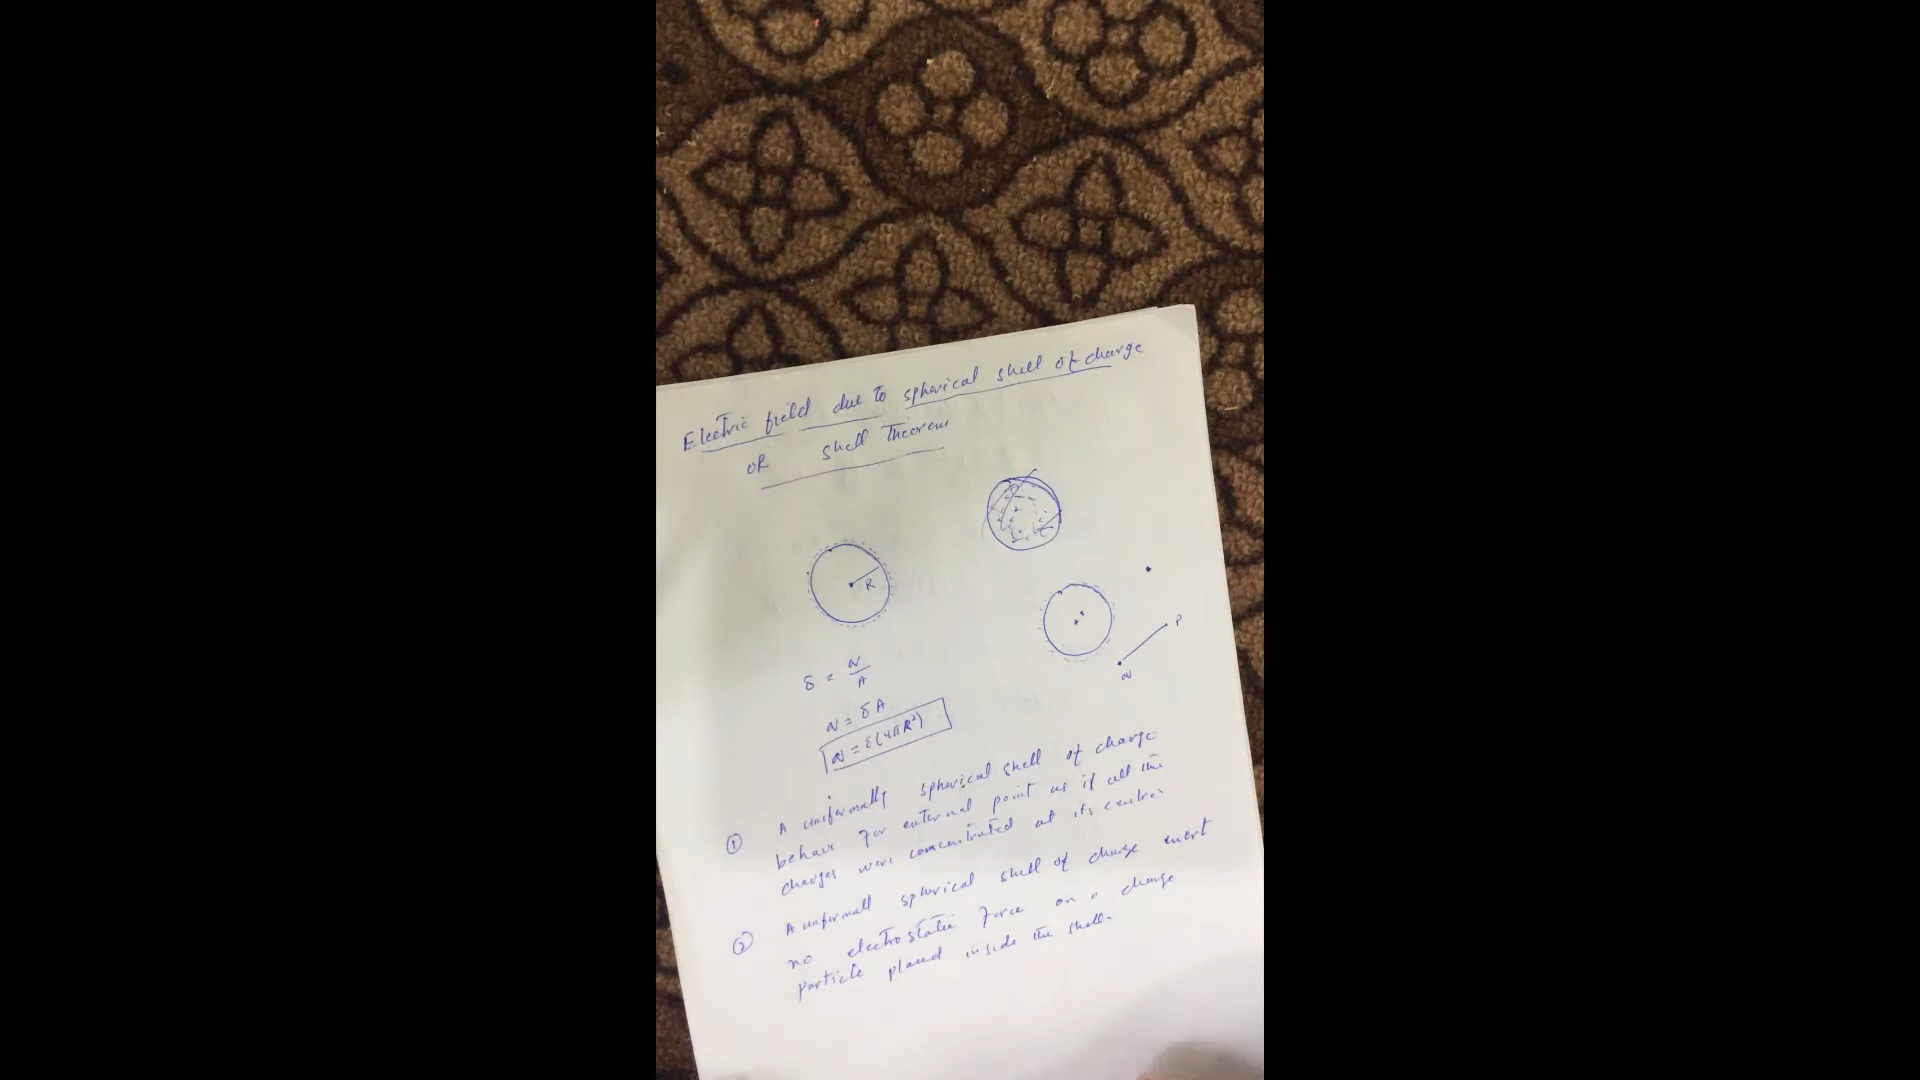 Electric field due to spherical shell of charge
OR shell Theorem
R
P
q
δ = q/A
q = δA
q = δ(4πR²)
① A uniformally spherical shell of charge
behave for external point as if all the
charges were concentrated at its centre.
② A unformall spherical shell of charge exert
no electrostatic Force on a charge
particle placed inside the shell.